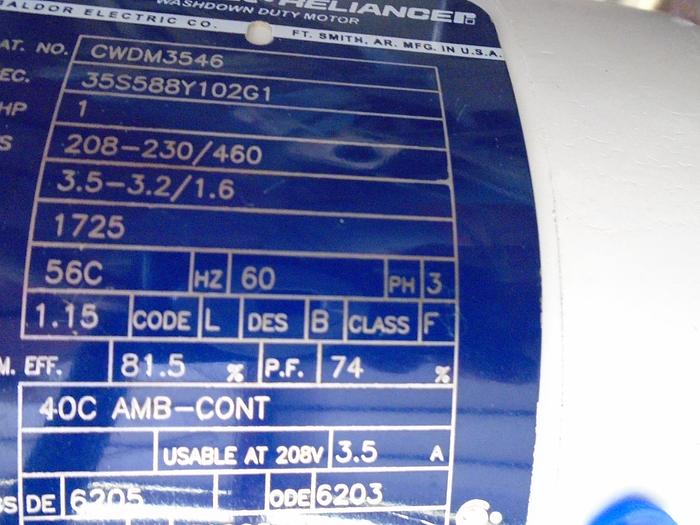 RELIANCE
WASHDOWN DUTY MOTOR
BALDOR ELECTRIC CO. FT. SMITH, AR. MFG. IN U.S.A.
AT. NO. CWDM3546
EC. 35S588Y102G1
HP 1
S 208-230/460
3.5-3.2/1.6
1725
56C HZ 60 PH 3
1.15 CODE L DES B CLASS F
M. EFF. 81.5 % P.F. 74 %
40C AMB-CONT
USABLE AT 208V 3.5 A
GS DE 6205 ODE 6203